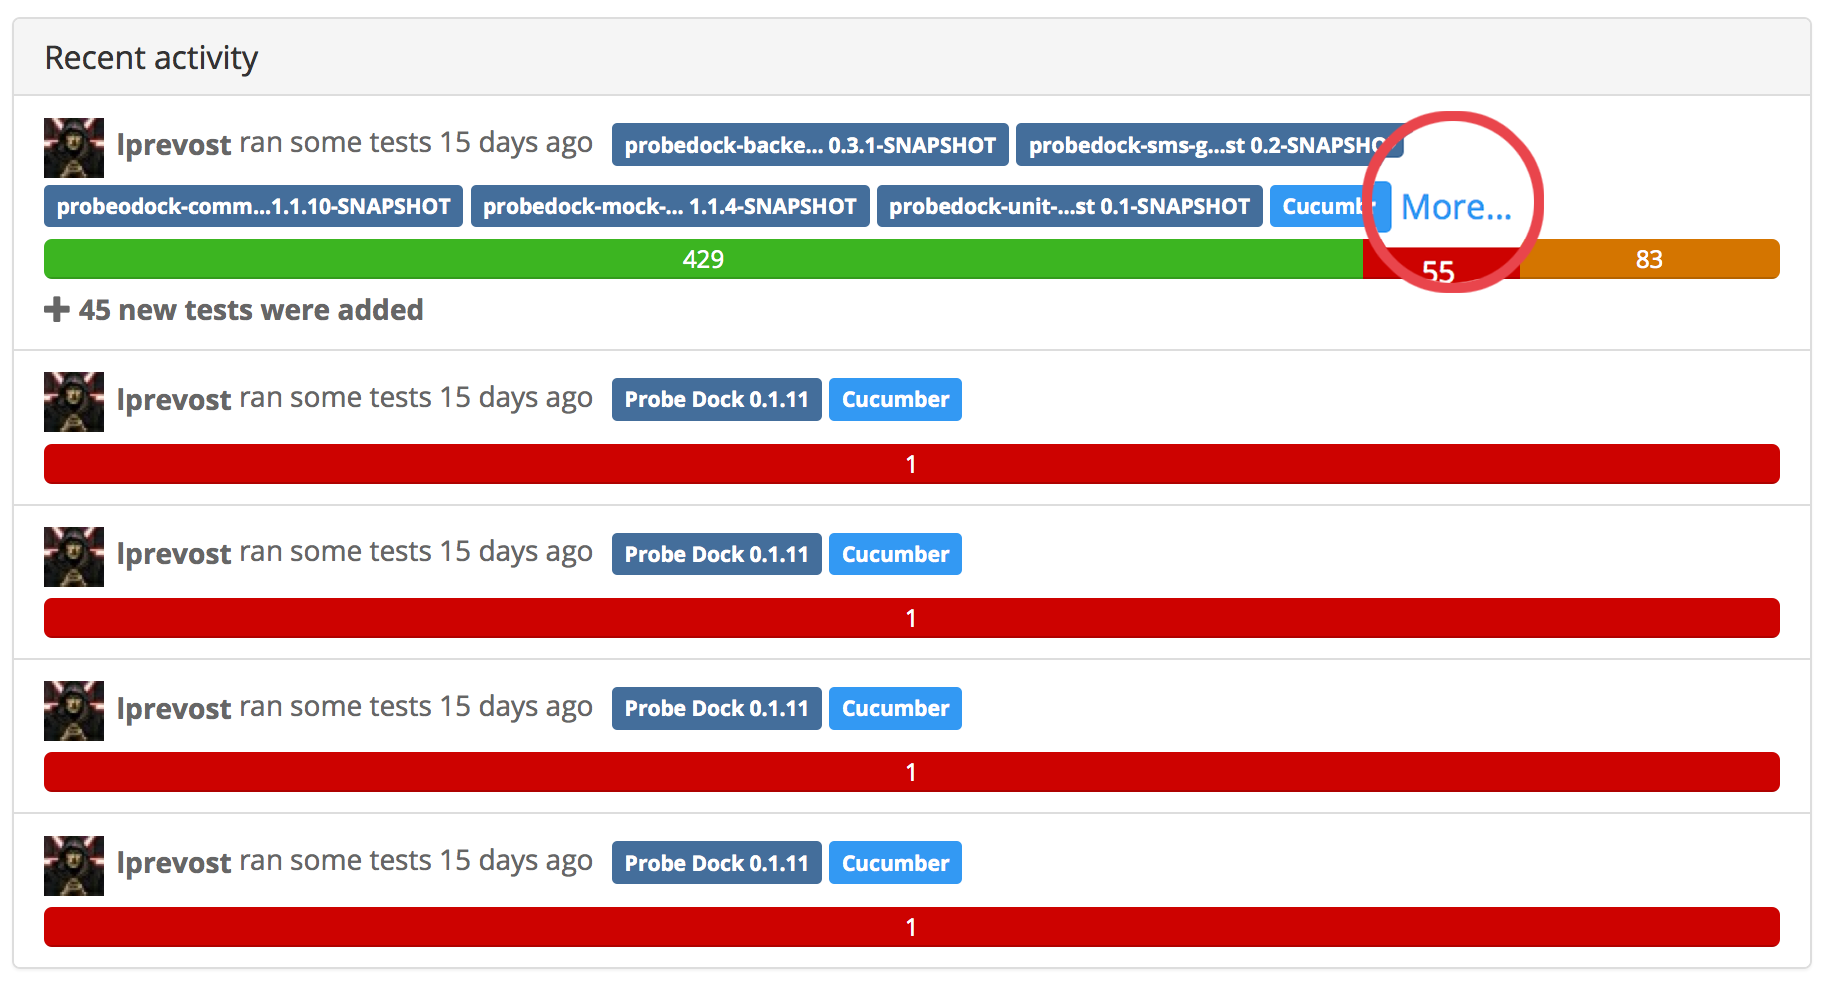 Recent activity
lprevost ran some tests 15 days ago probedock-backe... 0.3.1-SNAPSHOT probedock-sms-g...st 0.2-SNAPSHO
probeodock-comm...1.1.10-SNAPSHOT probedock-mock-... 1.1.4-SNAPSHOT probedock-unit-...st 0.1-SNAPSHOT Cucumbr More...
429 55 83
+ 45 new tests were added
lprevost ran some tests 15 days ago Probe Dock 0.1.11 Cucumber
1
lprevost ran some tests 15 days ago Probe Dock 0.1.11 Cucumber
1
lprevost ran some tests 15 days ago Probe Dock 0.1.11 Cucumber
1
lprevost ran some tests 15 days ago Probe Dock 0.1.11 Cucumber
1